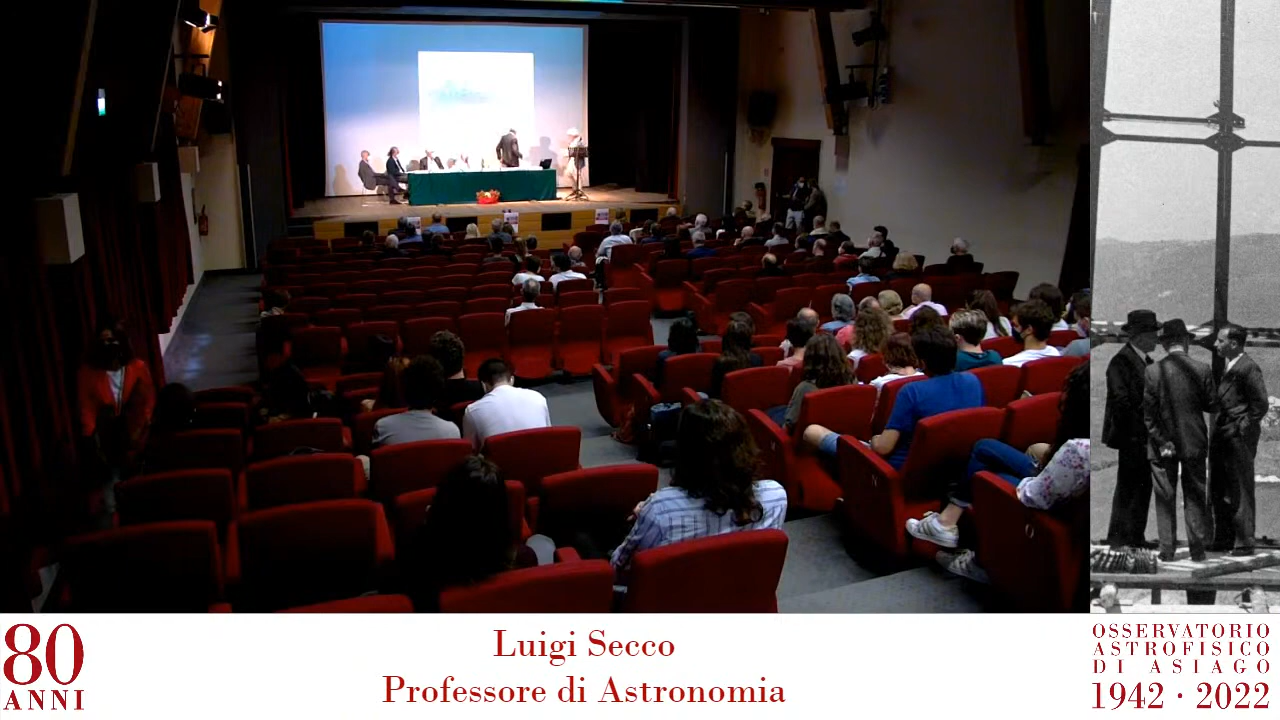 80
ANNI
Luigi Secco
Professore di Astronomia
OSSERVATORIO
ASTROFISICO
DI ASIAGO
1942 · 2022